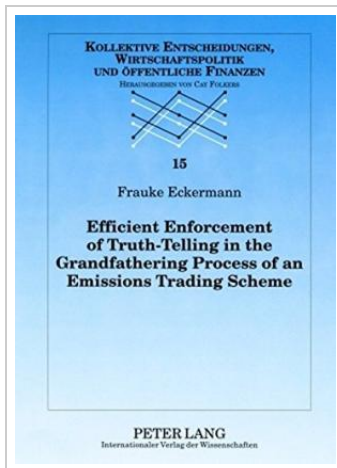 KOLLEKTIVE ENTSCHEIDUNGEN,
WIRTSCHAFTSPOLITIK
UND ÖFFENTLICHE FINANZEN
HERAUSGEGEBEN VON CAY FOLKERS
15
Frauke Eckermann
Efficient Enforcement
of Truth-Telling in the
Grandfathering Process of an
Emissions Trading Scheme
PETER LANG
Internationaler Verlag der Wissenschaften